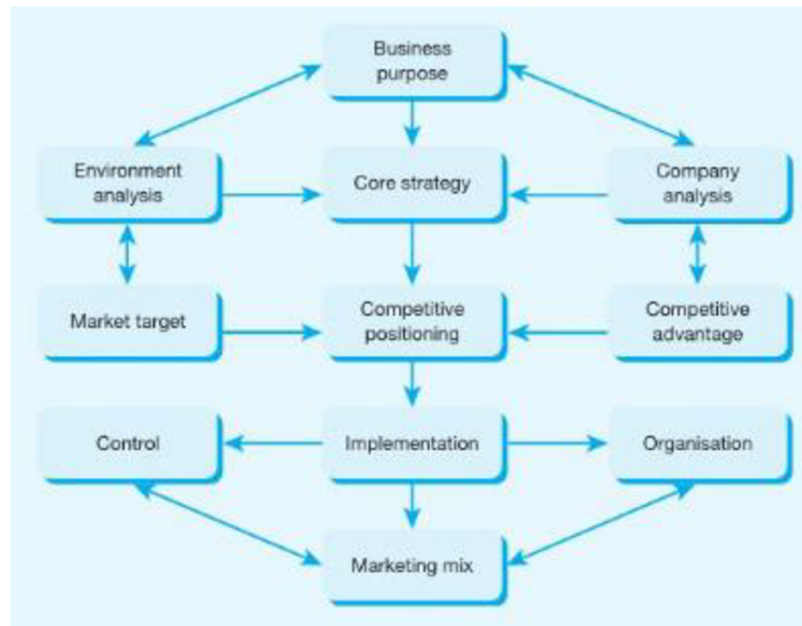 Business
purpose
Environment
analysis
Core strategy
Company
analysis
Market target
Competitive
positioning
Competitive
advantage
Control
Implementation
Organisation
Marketing mix